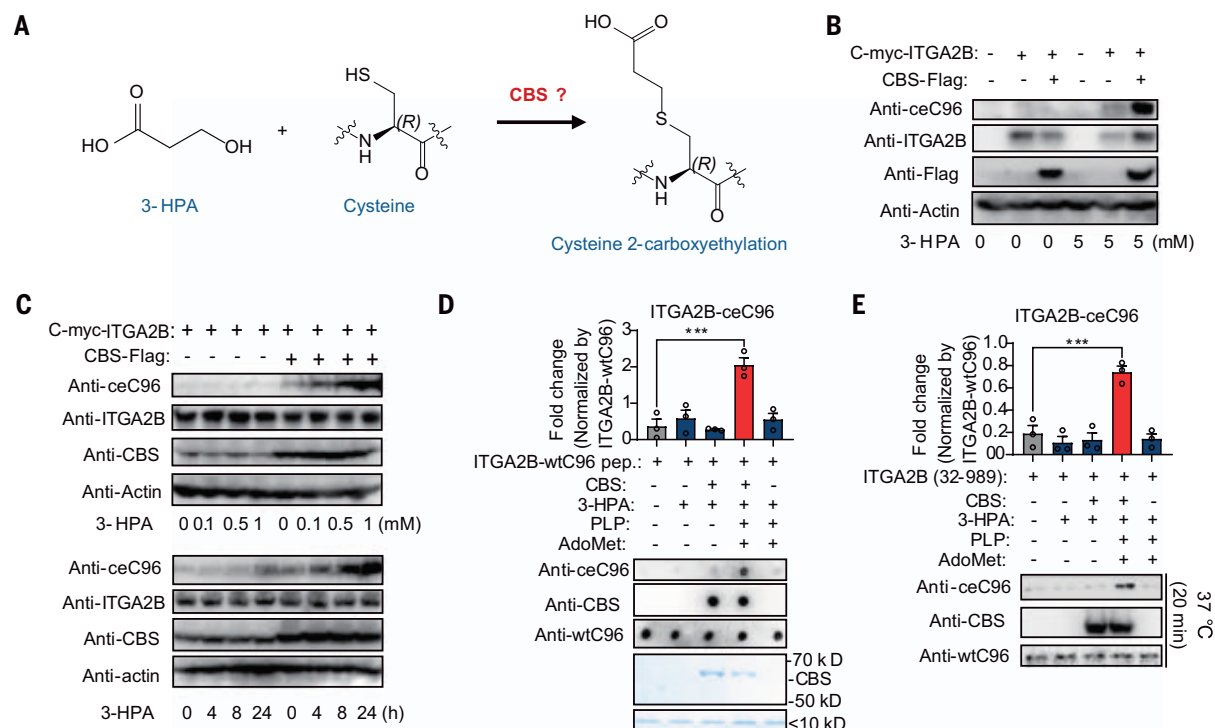 A
HO
O
HO
OH
O
+
HS
N
H
(R)
O
CBS ?
HO
O
S
N
H
(R)
O
3-HPA
Cysteine
Cysteine 2-carboxyethylation
B
C-myc-ITGA2B: - + + - + +
CBS-Flag: - - + - - +
Anti-ceC96
Anti-ITGA2B
Anti-Flag
Anti-Actin
3-HPA 0 0 0 5 5 5 (mM)
C
C-myc-ITGA2B: + + + + + + + +
CBS-Flag: - - - - + + + +
Anti-ceC96
Anti-ITGA2B
Anti-CBS
Anti-Actin
3-HPA 0 0.1 0.5 1 0 0.1 0.5 1 (mM)
Anti-ceC96
Anti-ITGA2B
Anti-CBS
Anti-actin
3-HPA 0 4 8 24 0 4 8 24 (h)
D
ITGA2B-ceC96
***
Fold change
(Normalized by
ITGA2B-wtC96)
3
2
1
0
ITGA2B-wtC96 pep.: + + + + +
CBS: - - + + -
3-HPA: - + + + +
PLP: - - - + +
AdoMet: - - - + +
Anti-ceC96
Anti-CBS
Anti-wtC96
-70 kD
-CBS
-50 kD
<10 kD
E
ITGA2B-ceC96
***
Fold change
(Normalized by
ITGA2B-wtC96)
1.0
0.8
0.6
0.4
0.2
0.0
ITGA2B (32-989): + + + + +
CBS: - - + + -
3-HPA: - + + + +
PLP: - - - + +
AdoMet: - - - + +
Anti-ceC96
Anti-CBS
Anti-wtC96
37 °C
(20 min)